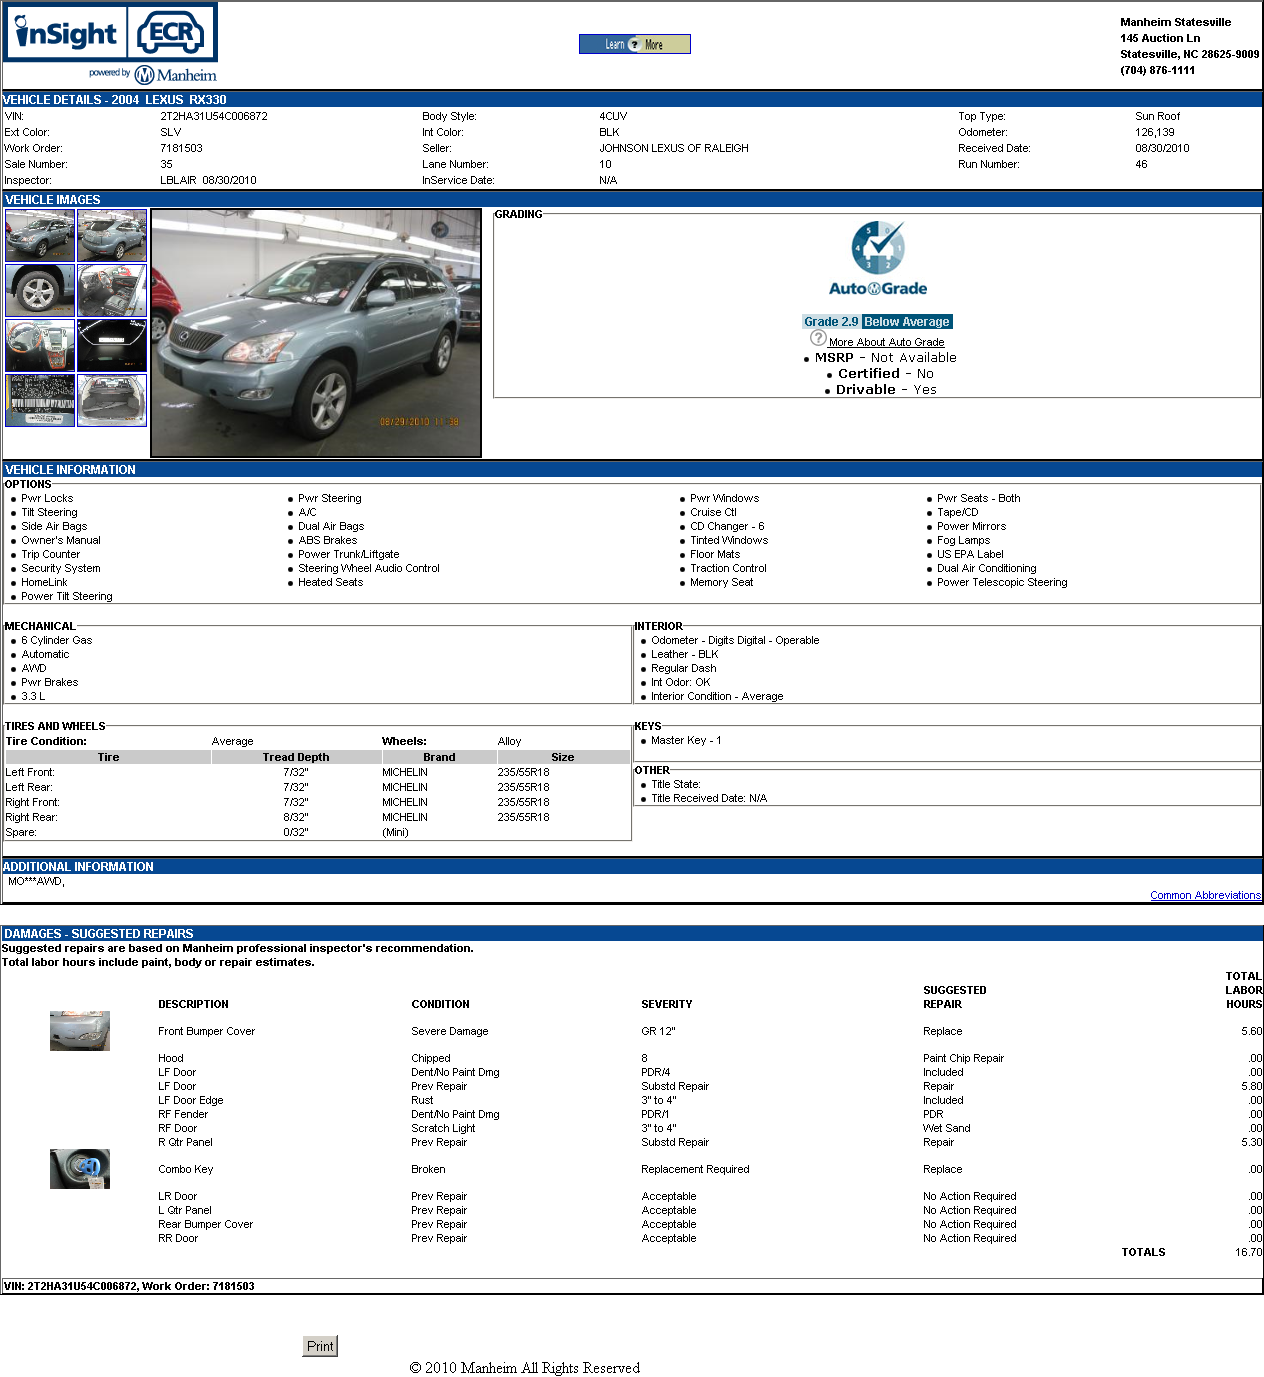 inSight ECR
powered by Manheim
Learn ? More
Manheim Statesville
145 Auction Ln
Statesville, NC 28625-9009
(704) 876-1111
VEHICLE DETAILS - 2004 LEXUS RX330
VIN: 2T2HA31U54C006872 Body Style: 4CUV Top Type: Sun Roof
Ext Color: SLV Int Color: BLK Odometer: 126,139
Work Order: 7181503 Seller: JOHNSON LEXUS OF RALEIGH Received Date: 08/30/2010
Sale Number: 35 Lane Number: 10 Run Number: 46
Inspector: LBLAIR 08/30/2010 InService Date: N/A
VEHICLE IMAGES
08/29/2010 11:38
GRADING
5 0 4 1 3 2
AutoGrade
Grade 2.9 Below Average
? More About Auto Grade
• MSRP - Not Available
• Certified - No
• Drivable - Yes
VEHICLE INFORMATION
OPTIONS
• Pwr Locks • Pwr Steering • Pwr Windows • Pwr Seats - Both
• Tilt Steering • A/C • Cruise Ctl • Tape/CD
• Side Air Bags • Dual Air Bags • CD Changer - 6 • Power Mirrors
• Owner's Manual • ABS Brakes • Tinted Windows • Fog Lamps
• Trip Counter • Power Trunk/Liftgate • Floor Mats • US EPA Label
• Security System • Steering Wheel Audio Control • Traction Control • Dual Air Conditioning
• HomeLink • Heated Seats • Memory Seat • Power Telescopic Steering
• Power Tilt Steering
MECHANICAL
• 6 Cylinder Gas
• Automatic
• AWD
• Pwr Brakes
• 3.3 L
INTERIOR
• Odometer - Digits Digital - Operable
• Leather - BLK
• Regular Dash
• Int Odor: OK
• Interior Condition - Average
TIRES AND WHEELS
Tire Condition: Average Wheels: Alloy
Tire Tread Depth Brand Size
Left Front: 7/32" MICHELIN 235/55R18
Left Rear: 7/32" MICHELIN 235/55R18
Right Front: 7/32" MICHELIN 235/55R18
Right Rear: 8/32" MICHELIN 235/55R18
Spare: 0/32" (Mini)
KEYS
• Master Key - 1
OTHER
• Title State:
• Title Received Date: N/A
ADDITIONAL INFORMATION
MO***AWD,
Common Abbreviations
DAMAGES - SUGGESTED REPAIRS
Suggested repairs are based on Manheim professional inspector's recommendation.
Total labor hours include paint, body or repair estimates.
DESCRIPTION CONDITION SEVERITY SUGGESTED REPAIR TOTAL LABOR HOURS
Front Bumper Cover Severe Damage GR 12" Replace 5.60
Hood Chipped 8 Paint Chip Repair .00
LF Door Dent/No Paint Dmg PDR/4 Included .00
LF Door Prev Repair Substd Repair Repair 5.80
LF Door Edge Rust 3" to 4" Included .00
RF Fender Dent/No Paint Dmg PDR/1 PDR .00
RF Door Scratch Light 3" to 4" Wet Sand .00
R Qtr Panel Prev Repair Substd Repair Repair 5.30
Combo Key Broken Replacement Required Replace .00
LR Door Prev Repair Acceptable No Action Required .00
L Qtr Panel Prev Repair Acceptable No Action Required .00
Rear Bumper Cover Prev Repair Acceptable No Action Required .00
RR Door Prev Repair Acceptable No Action Required .00
TOTALS 16.70
VIN: 2T2HA31U54C006872, Work Order: 7181503
Print
© 2010 Manheim All Rights Reserved